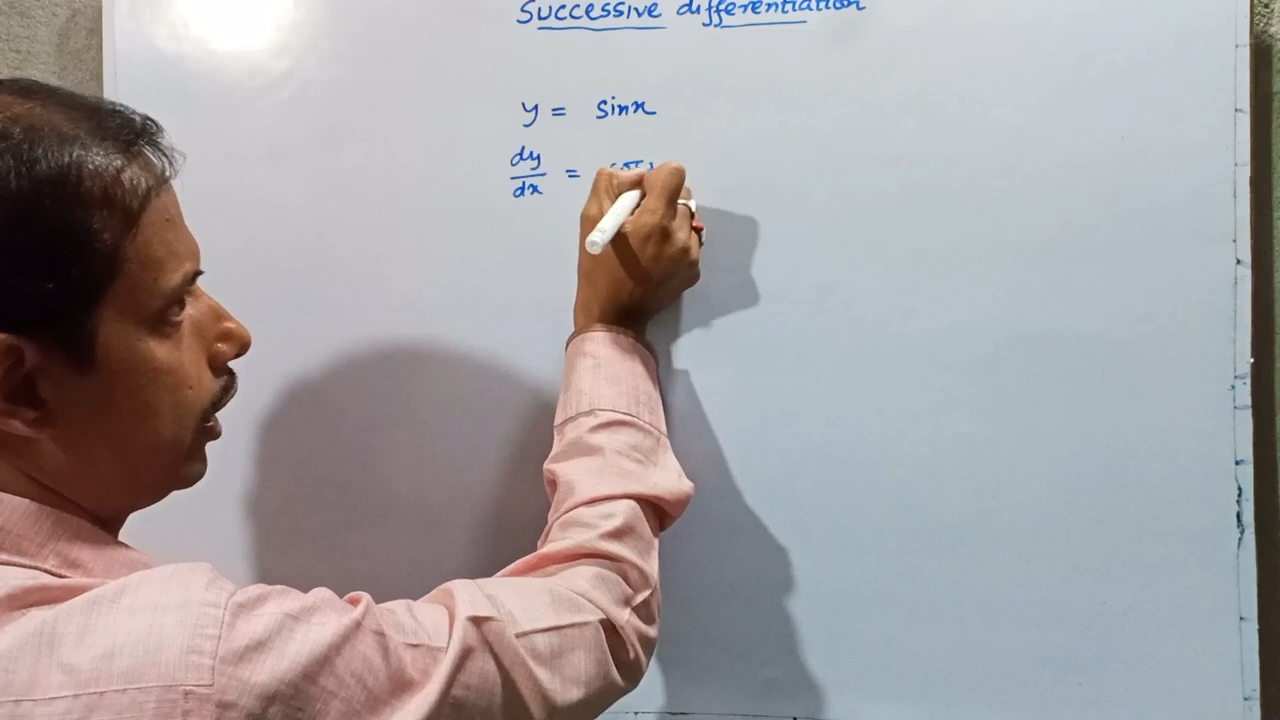 Successive differentiation
y = sinx
dy/dx =